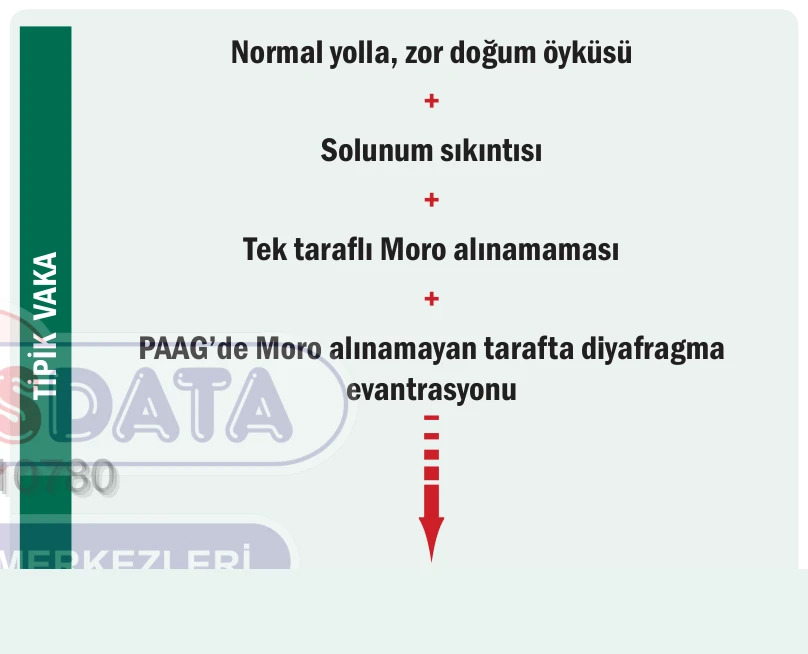 Normal yolla, zor doğum öyküsü
+
Solunum sıkıntısı
+
Tek taraflı Moro alınamaması
+
PAAG’de Moro alınamayan tarafta diyafragma
evantrasyonu
TİPİK VAKA
SDATA
10780
MERKEZLERİ